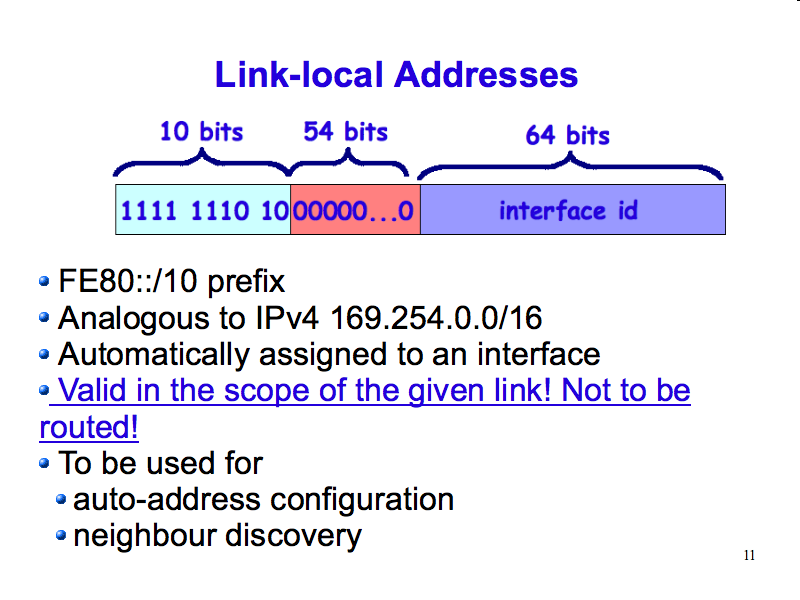 Link-local Addresses
10 bits 54 bits 64 bits
1111 1110 10 00000...0 interface id
FE80::/10 prefix
Analogous to IPv4 169.254.0.0/16
Automatically assigned to an interface
Valid in the scope of the given link! Not to be
routed!
To be used for
auto-address configuration
neighbour discovery
11